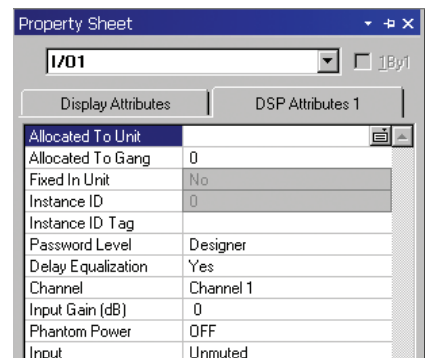 Property Sheet
I/01
1By1
Display Attributes DSP Attributes 1
Allocated To Unit
Allocated To Gang 0
Fixed In Unit No
Instance ID 0
Instance ID Tag
Password Level Designer
Delay Equalization Yes
Channel Channel 1
Input Gain (dB) 0
Phantom Power OFF
Input Unmuted